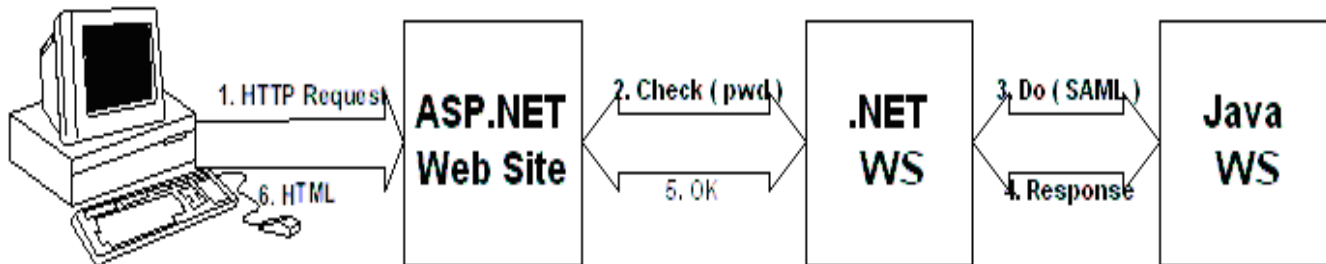 1. HTTP Request
6. HTML
ASP.NET
Web Site
2. Check ( pwd )
5. OK
.NET
WS
3. Do ( SAML )
4. Response
Java
WS